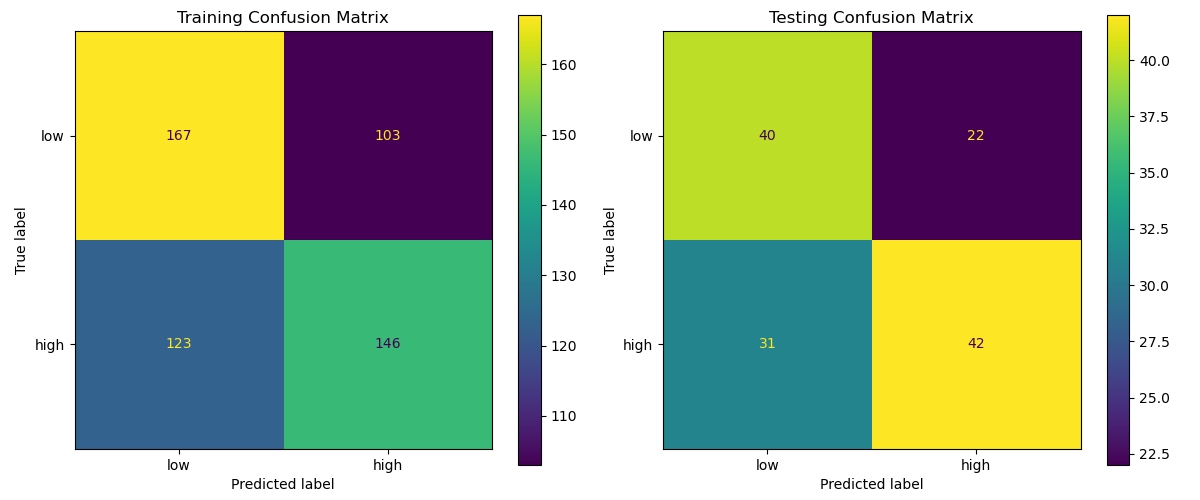 Training Confusion Matrix
True label
low
high
167
103
123
146
low
high
Predicted label
160
150
140
130
120
110
Testing Confusion Matrix
True label
low
high
40
22
31
42
low
high
Predicted label
40.0
37.5
35.0
32.5
30.0
27.5
25.0
22.5